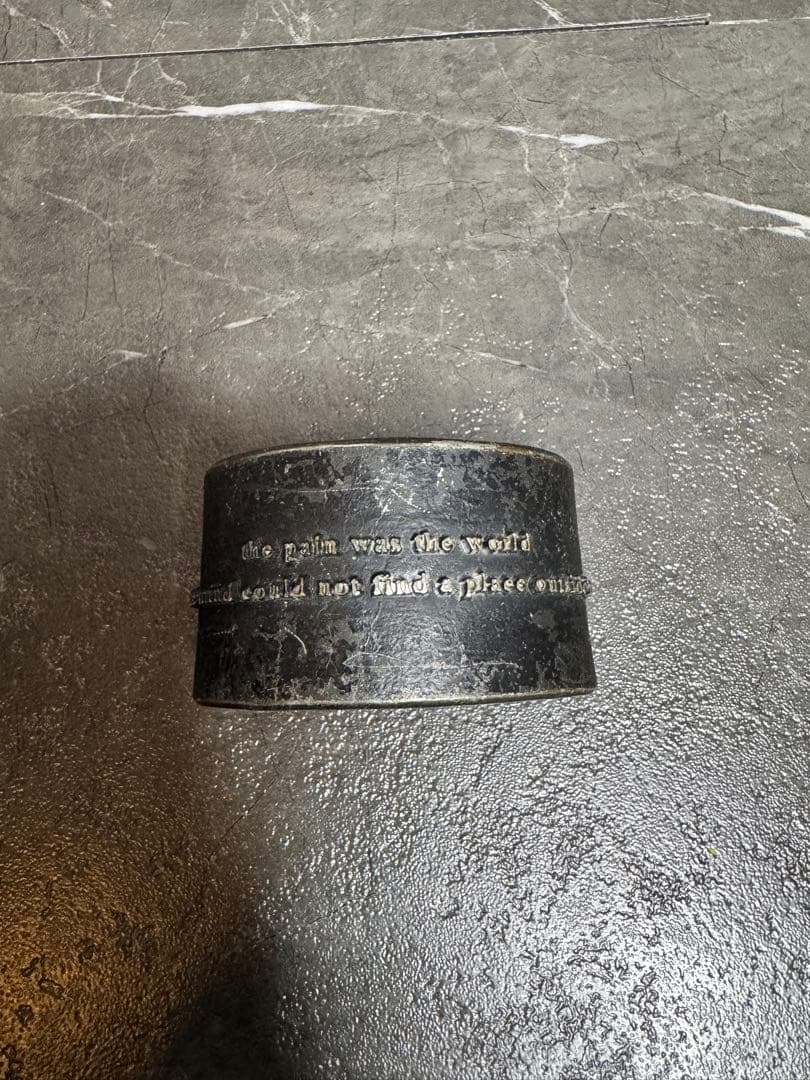 the pain was the world
could not find a place